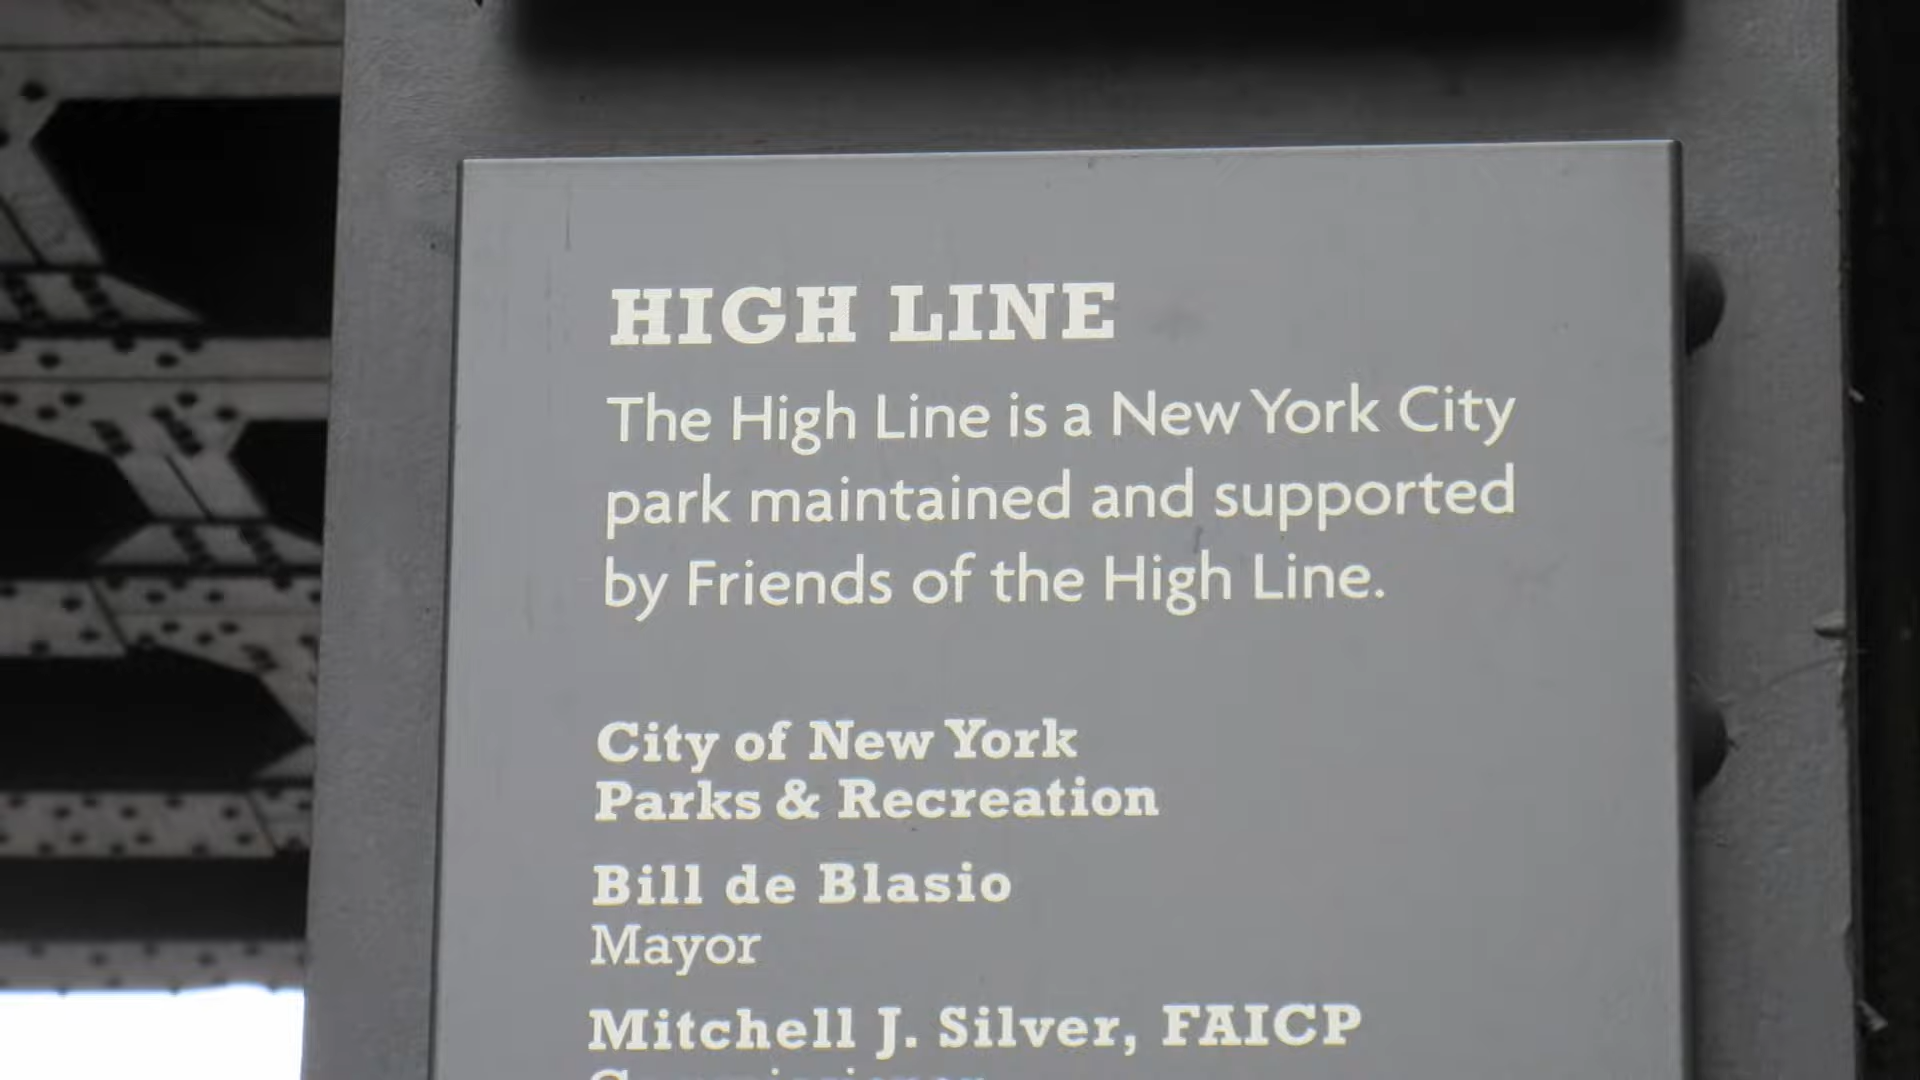 HIGH LINE
The High Line is a New York City
park maintained and supported
by Friends of the High Line.
City of New York
Parks & Recreation
Bill de Blasio
Mayor
Mitchell J. Silver, FAICP